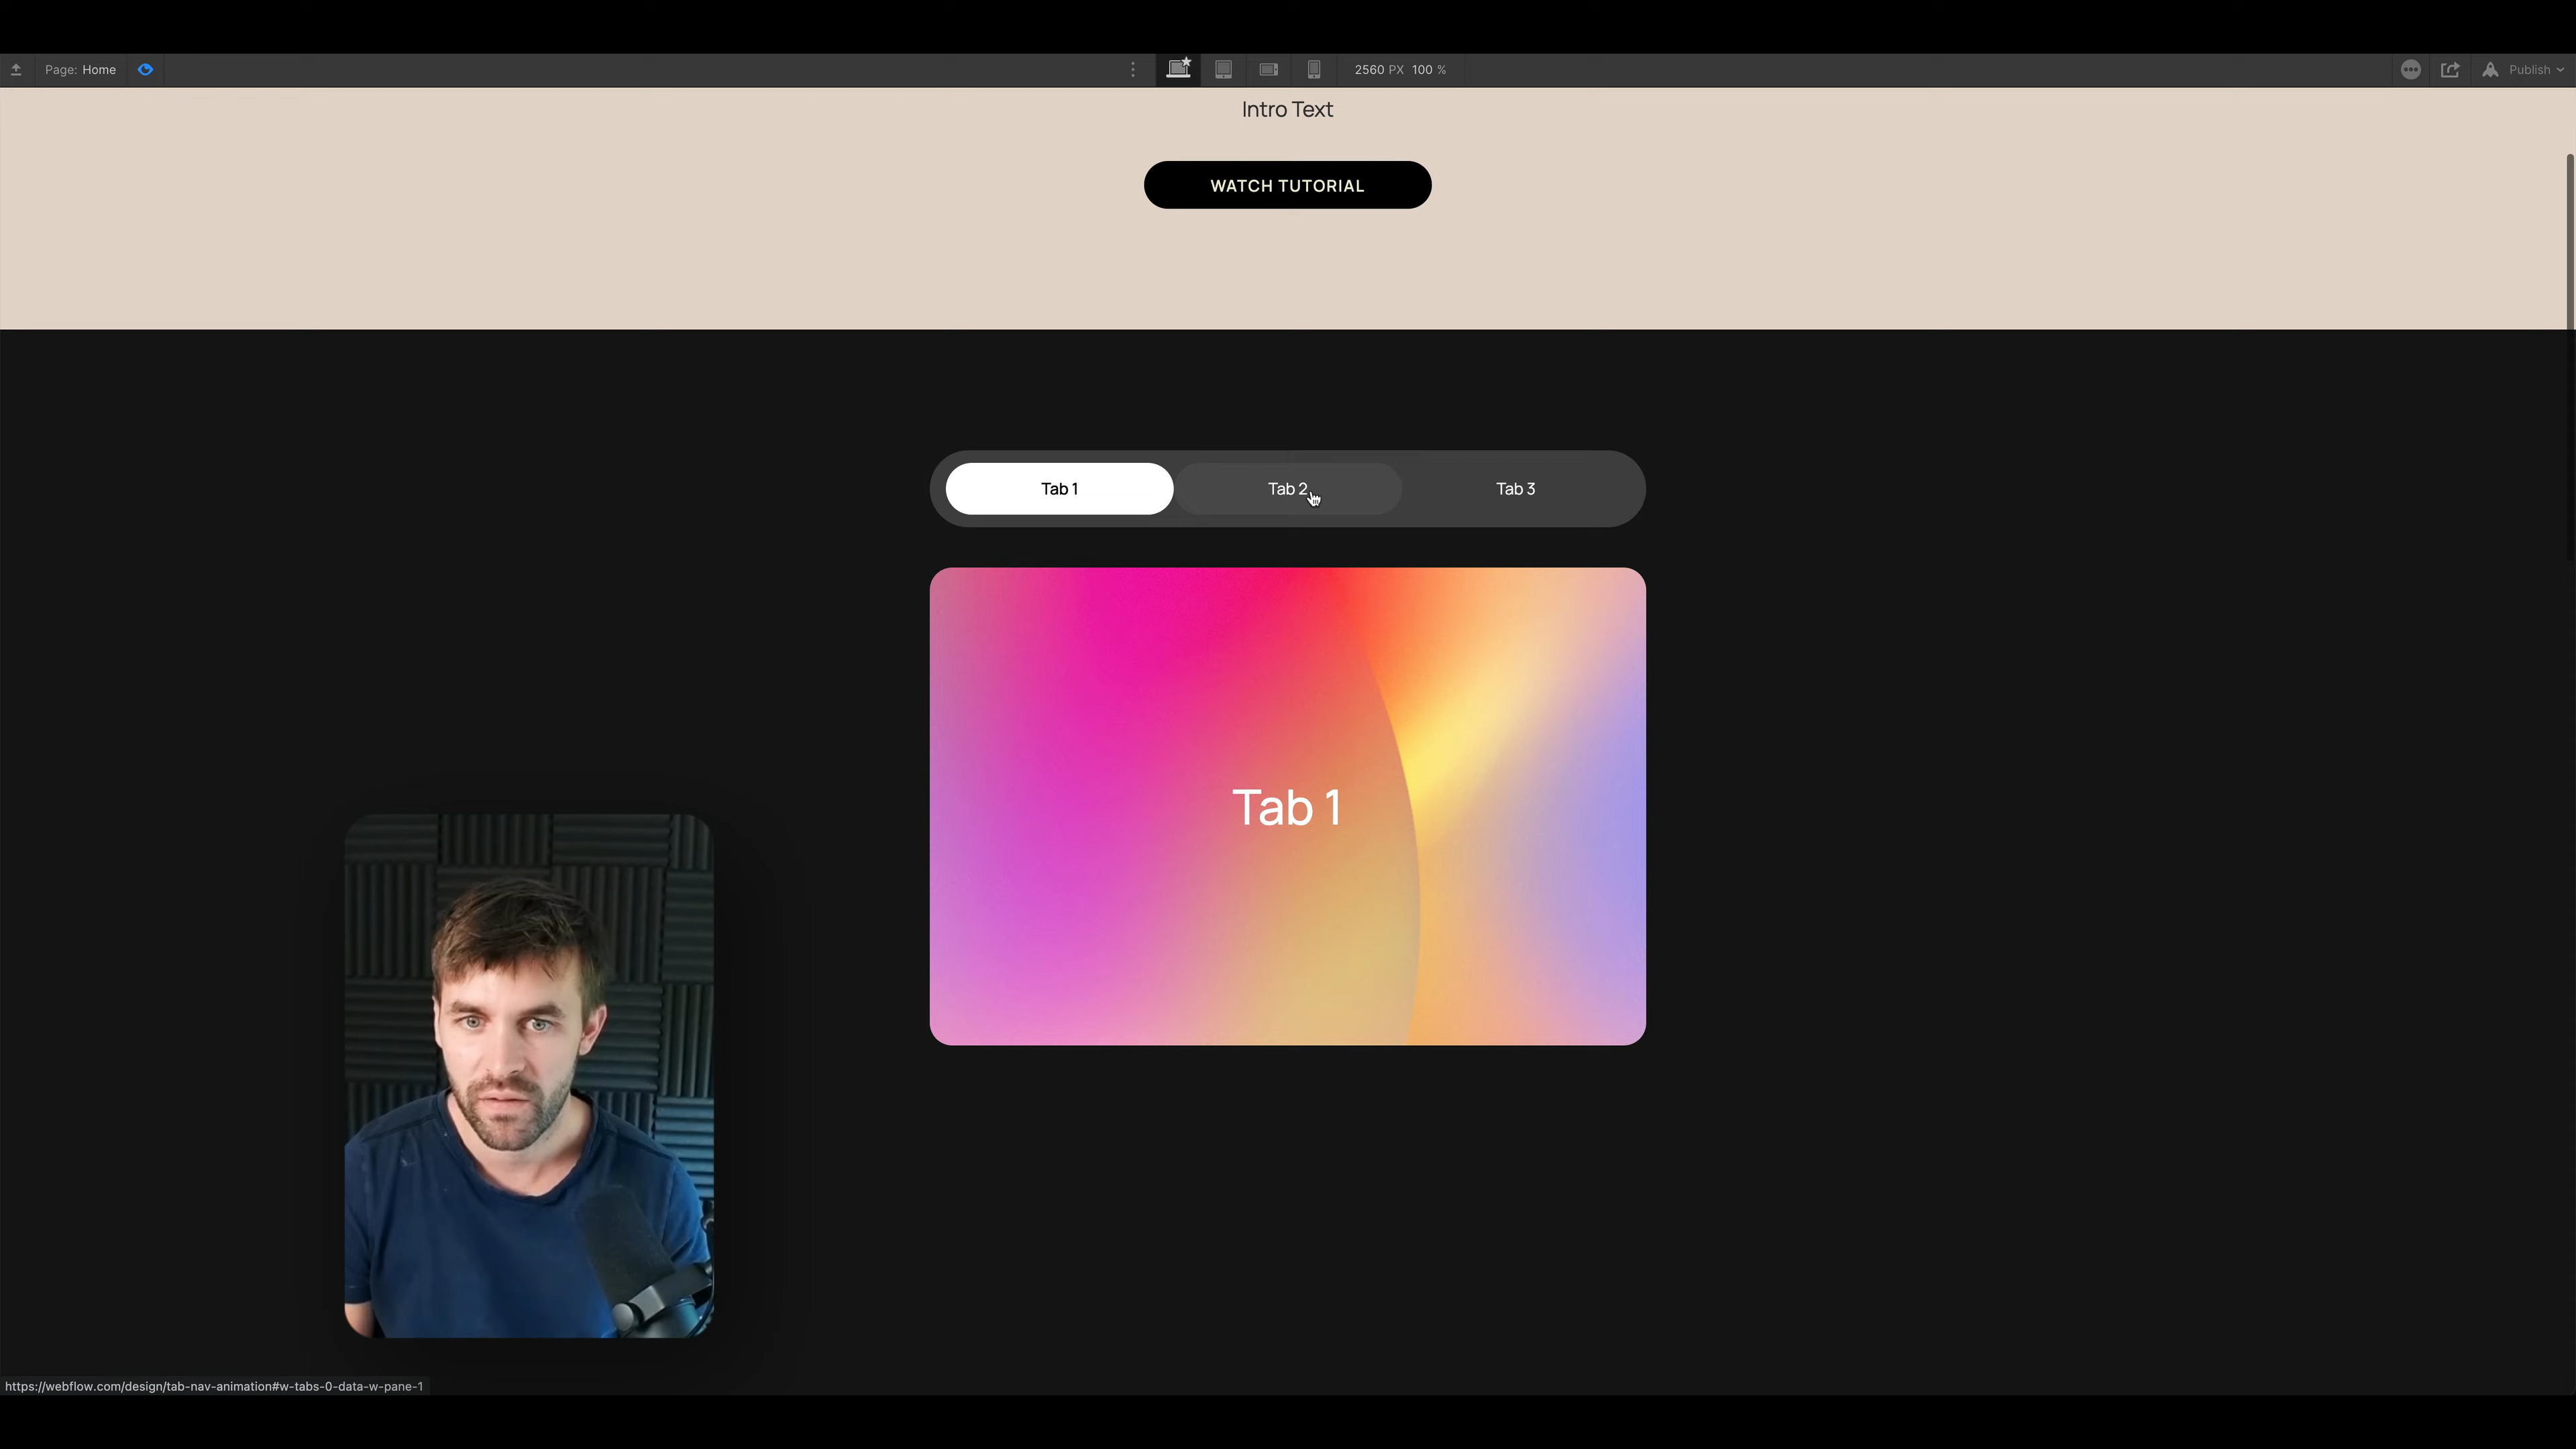 Page: Home
2560 PX 100 %
Publish
Intro Text
WATCH TUTORIAL
Tab 1 Tab 2 Tab 3
Tab 1
https://webflow.com/design/tab-nav-animation#w-tabs-0-data-w-pane-1